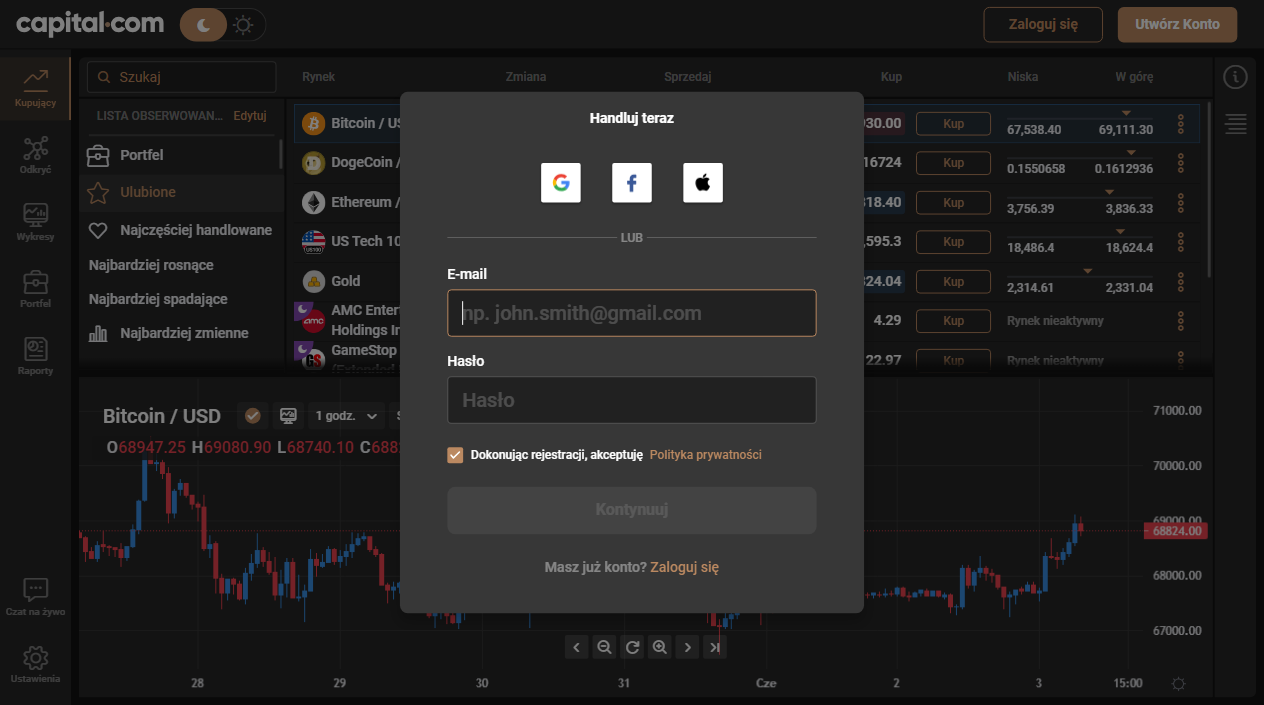 capital.com
Zaloguj się
Utwórz Konto
Kupujący
Odkryć
Wykresy
Portfel
Raporty
Czat na żywo
Ustawienia
Szukaj
LISTA OBSERWOWAN... Edytuj
Portfel
Ulubione
Najczęściej handlowane
Najbardziej rosnące
Najbardziej spadające
Najbardziej zmienne
Rynek Zmiana Sprzedaj Kup Niska W górę
Bitcoin / US 930.00 Kup 67,538.40 69,111.30
DogeCoin / 16724 Kup 0.1550658 0.1612936
Ethereum / 318.40 Kup 3,756.39 3,836.33
US Tech 10 ,595.3 Kup 18,486.4 18,624.4
Gold 324.04 Kup 2,314.61 2,331.04
AMC Enter
Holdings In 4.29 Kup Rynek nieaktywny
GameStop 22.97 Kup Rynek nieaktywny
(Extended
Handluj teraz
LUB
E-mail
np. john.smith@gmail.com
Hasło
Hasło
Dokonując rejestracji, akceptuję Polityka prywatności
Kontynuuj
Masz już konto? Zaloguj się
Bitcoin / USD 1 godz.
O68947.25 H69080.90 L68740.10 C688
71000.00
70000.00
69000.00
68824.00
68000.00
67000.00
28 29 30 31 Cze 2 3 15:00